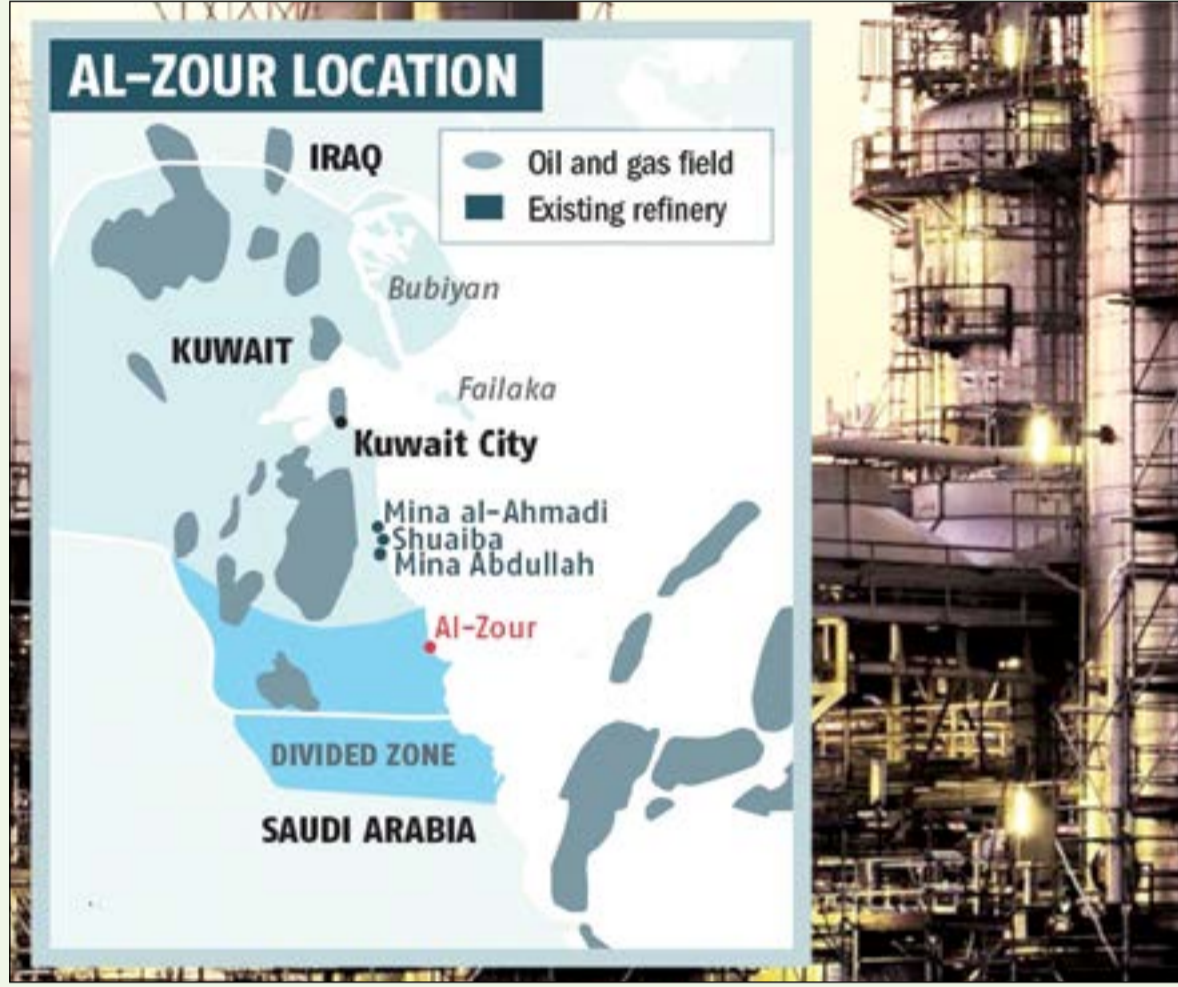 AL-ZOUR LOCATION
IRAQ
Oil and gas field
Existing refinery
Bubiyan
KUWAIT
Failaka
Kuwait City
Mina al-Ahmadi
Shuaiba
Mina Abdullah
Al-Zour
DIVIDED ZONE
SAUDI ARABIA